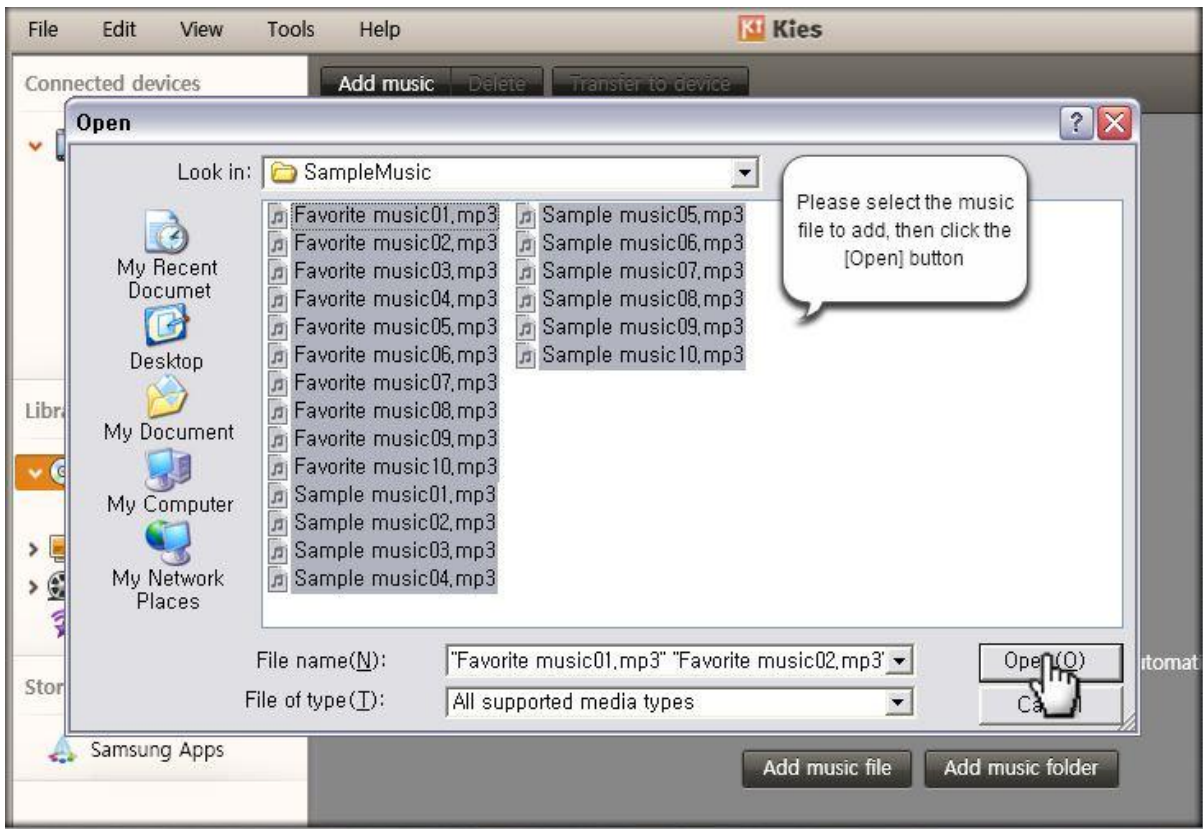 File Edit View Tools Help Kies
Connected devices
Add music Delete Transfer to device
Open
Look in: SampleMusic
Favorite music01.mp3
Favorite music02.mp3
Favorite music03.mp3
Favorite music04.mp3
Favorite music05.mp3
Favorite music06.mp3
Favorite music07.mp3
Favorite music08.mp3
Favorite music09.mp3
Favorite music10.mp3
Sample music01.mp3
Sample music02.mp3
Sample music03.mp3
Sample music04.mp3
Sample music05.mp3
Sample music06.mp3
Sample music07.mp3
Sample music08.mp3
Sample music09.mp3
Sample music10.mp3
Please select the music
file to add, then click the
[Open] button
My Recent
Documet
Desktop
My Document
My Computer
My Network
Places
File name(N): "Favorite music01.mp3" "Favorite music02.mp3"
Open(O)
File of type(T): All supported media types
Samsung Apps
Add music file Add music folder